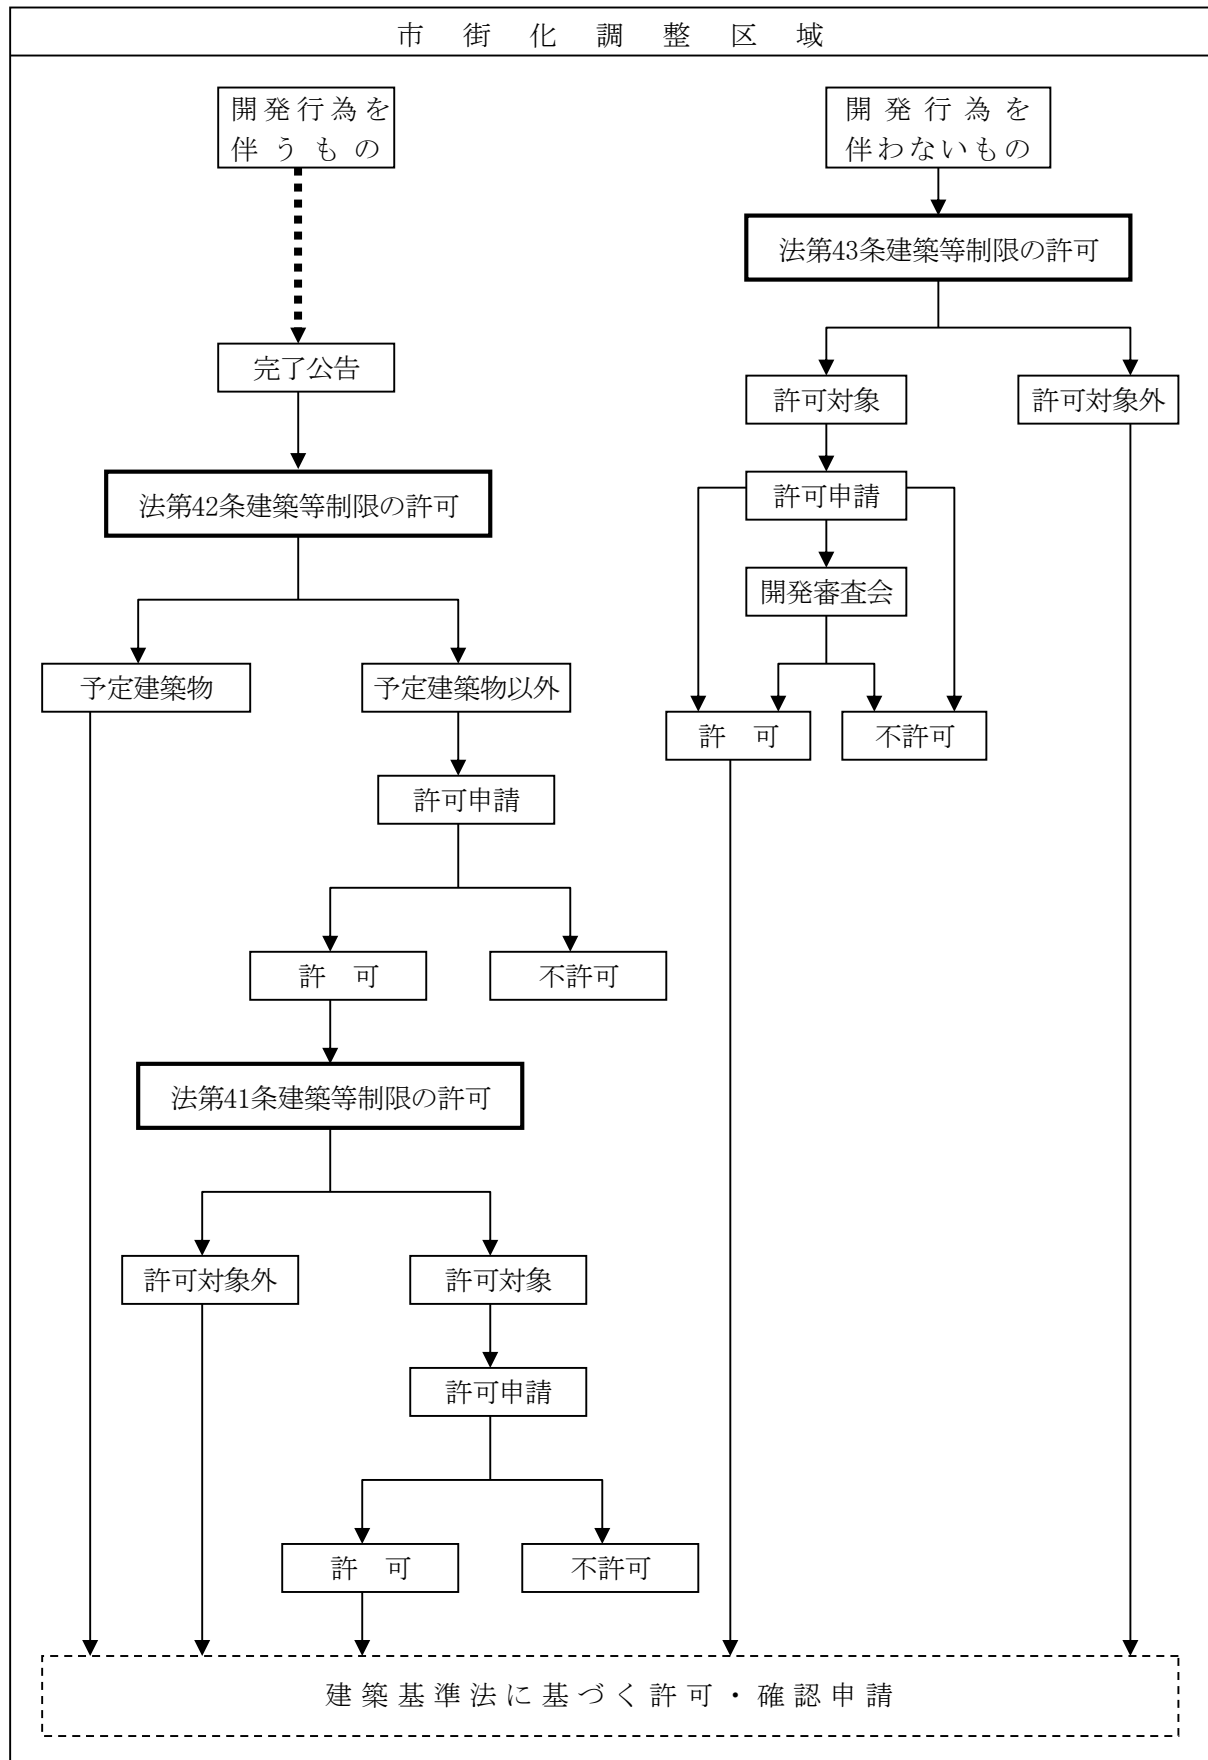 市街化調整区域
開発行為を
伴うもの
完了公告
法第42条建築等制限の許可
予定建築物
予定建築物以外
許可申請
許　可
不許可
法第41条建築等制限の許可
許可対象外
許可対象
許可申請
許　可
不許可
開発行為を
伴わないもの
法第43条建築等制限の許可
許可対象
許可対象外
許可申請
開発審査会
許　可
不許可
建築基準法に基づく許可・確認申請